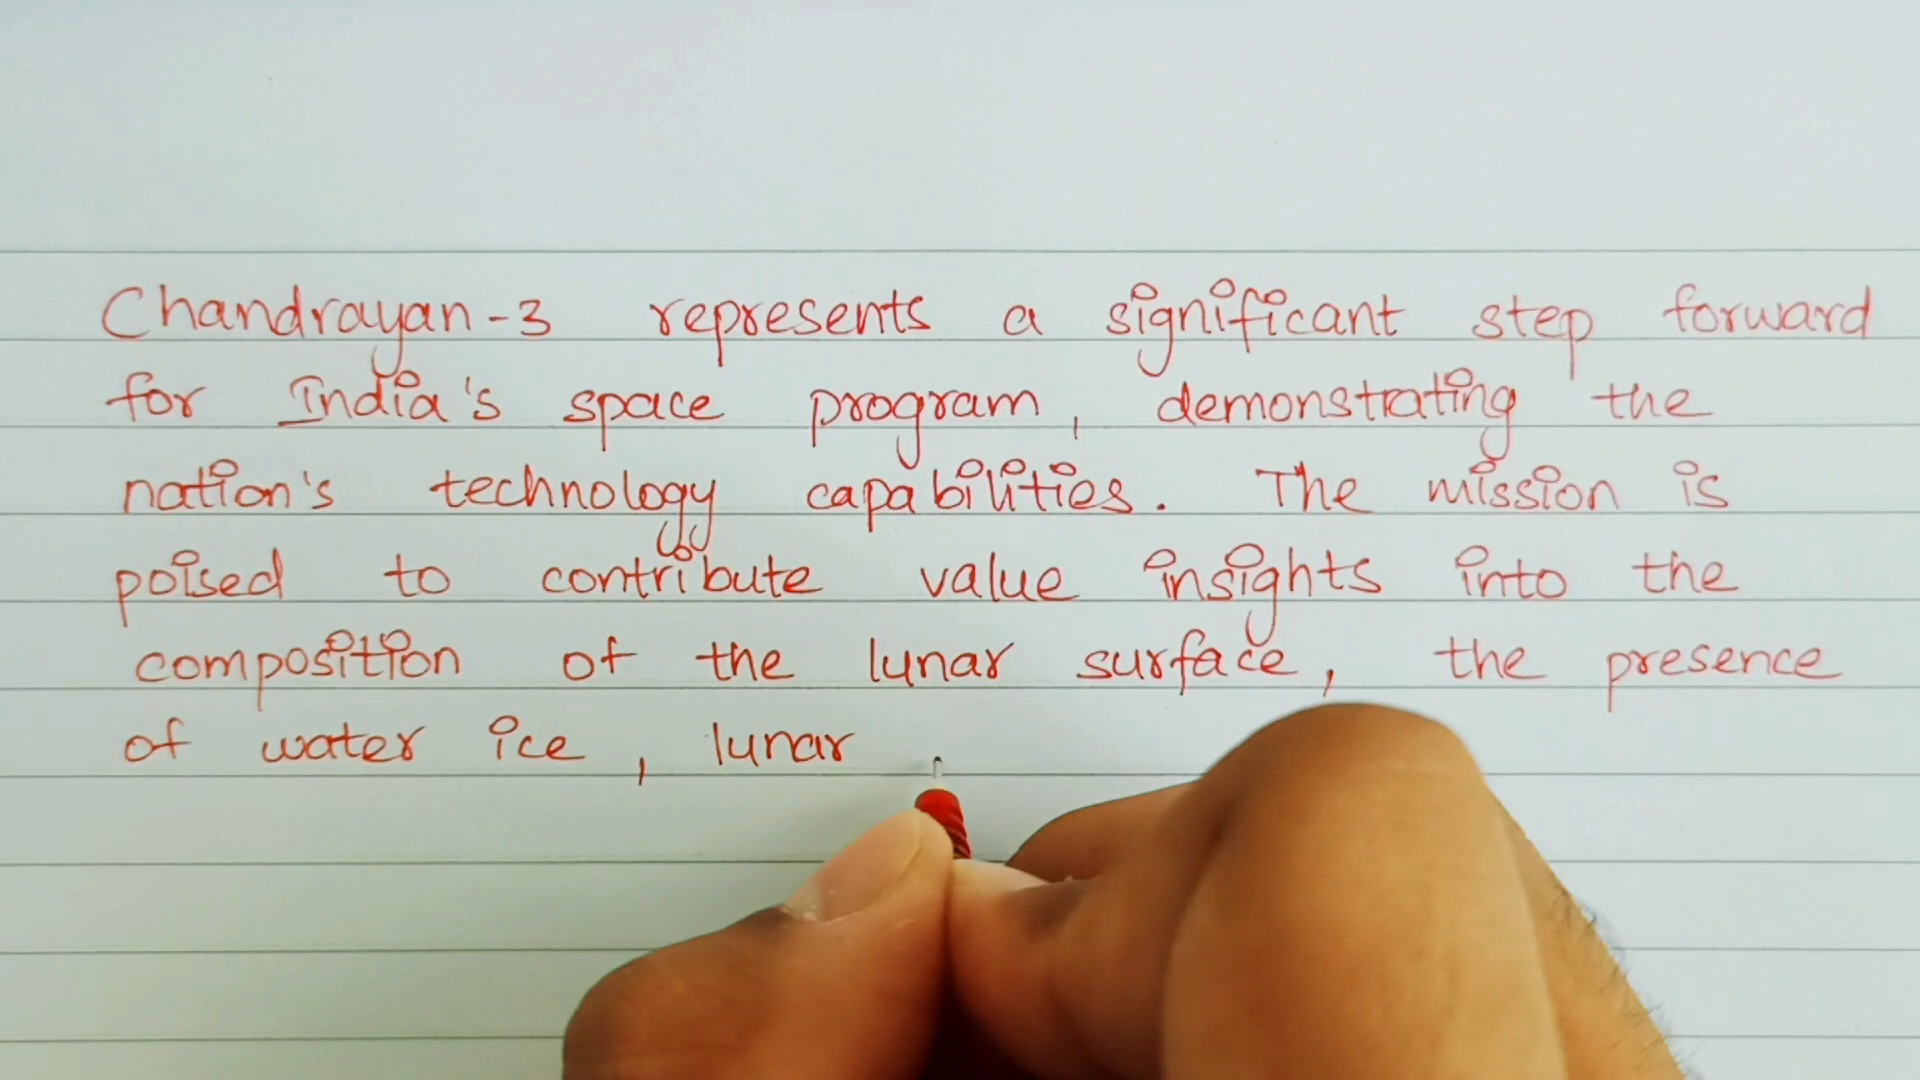 Chandrayan-3 represents a significant step forward
for India's space program, demonstrating the
nation's technology capabilities. The mission is
poised to contribute value insights into the
composition of the lunar surface, the presence
of water ice, lunar